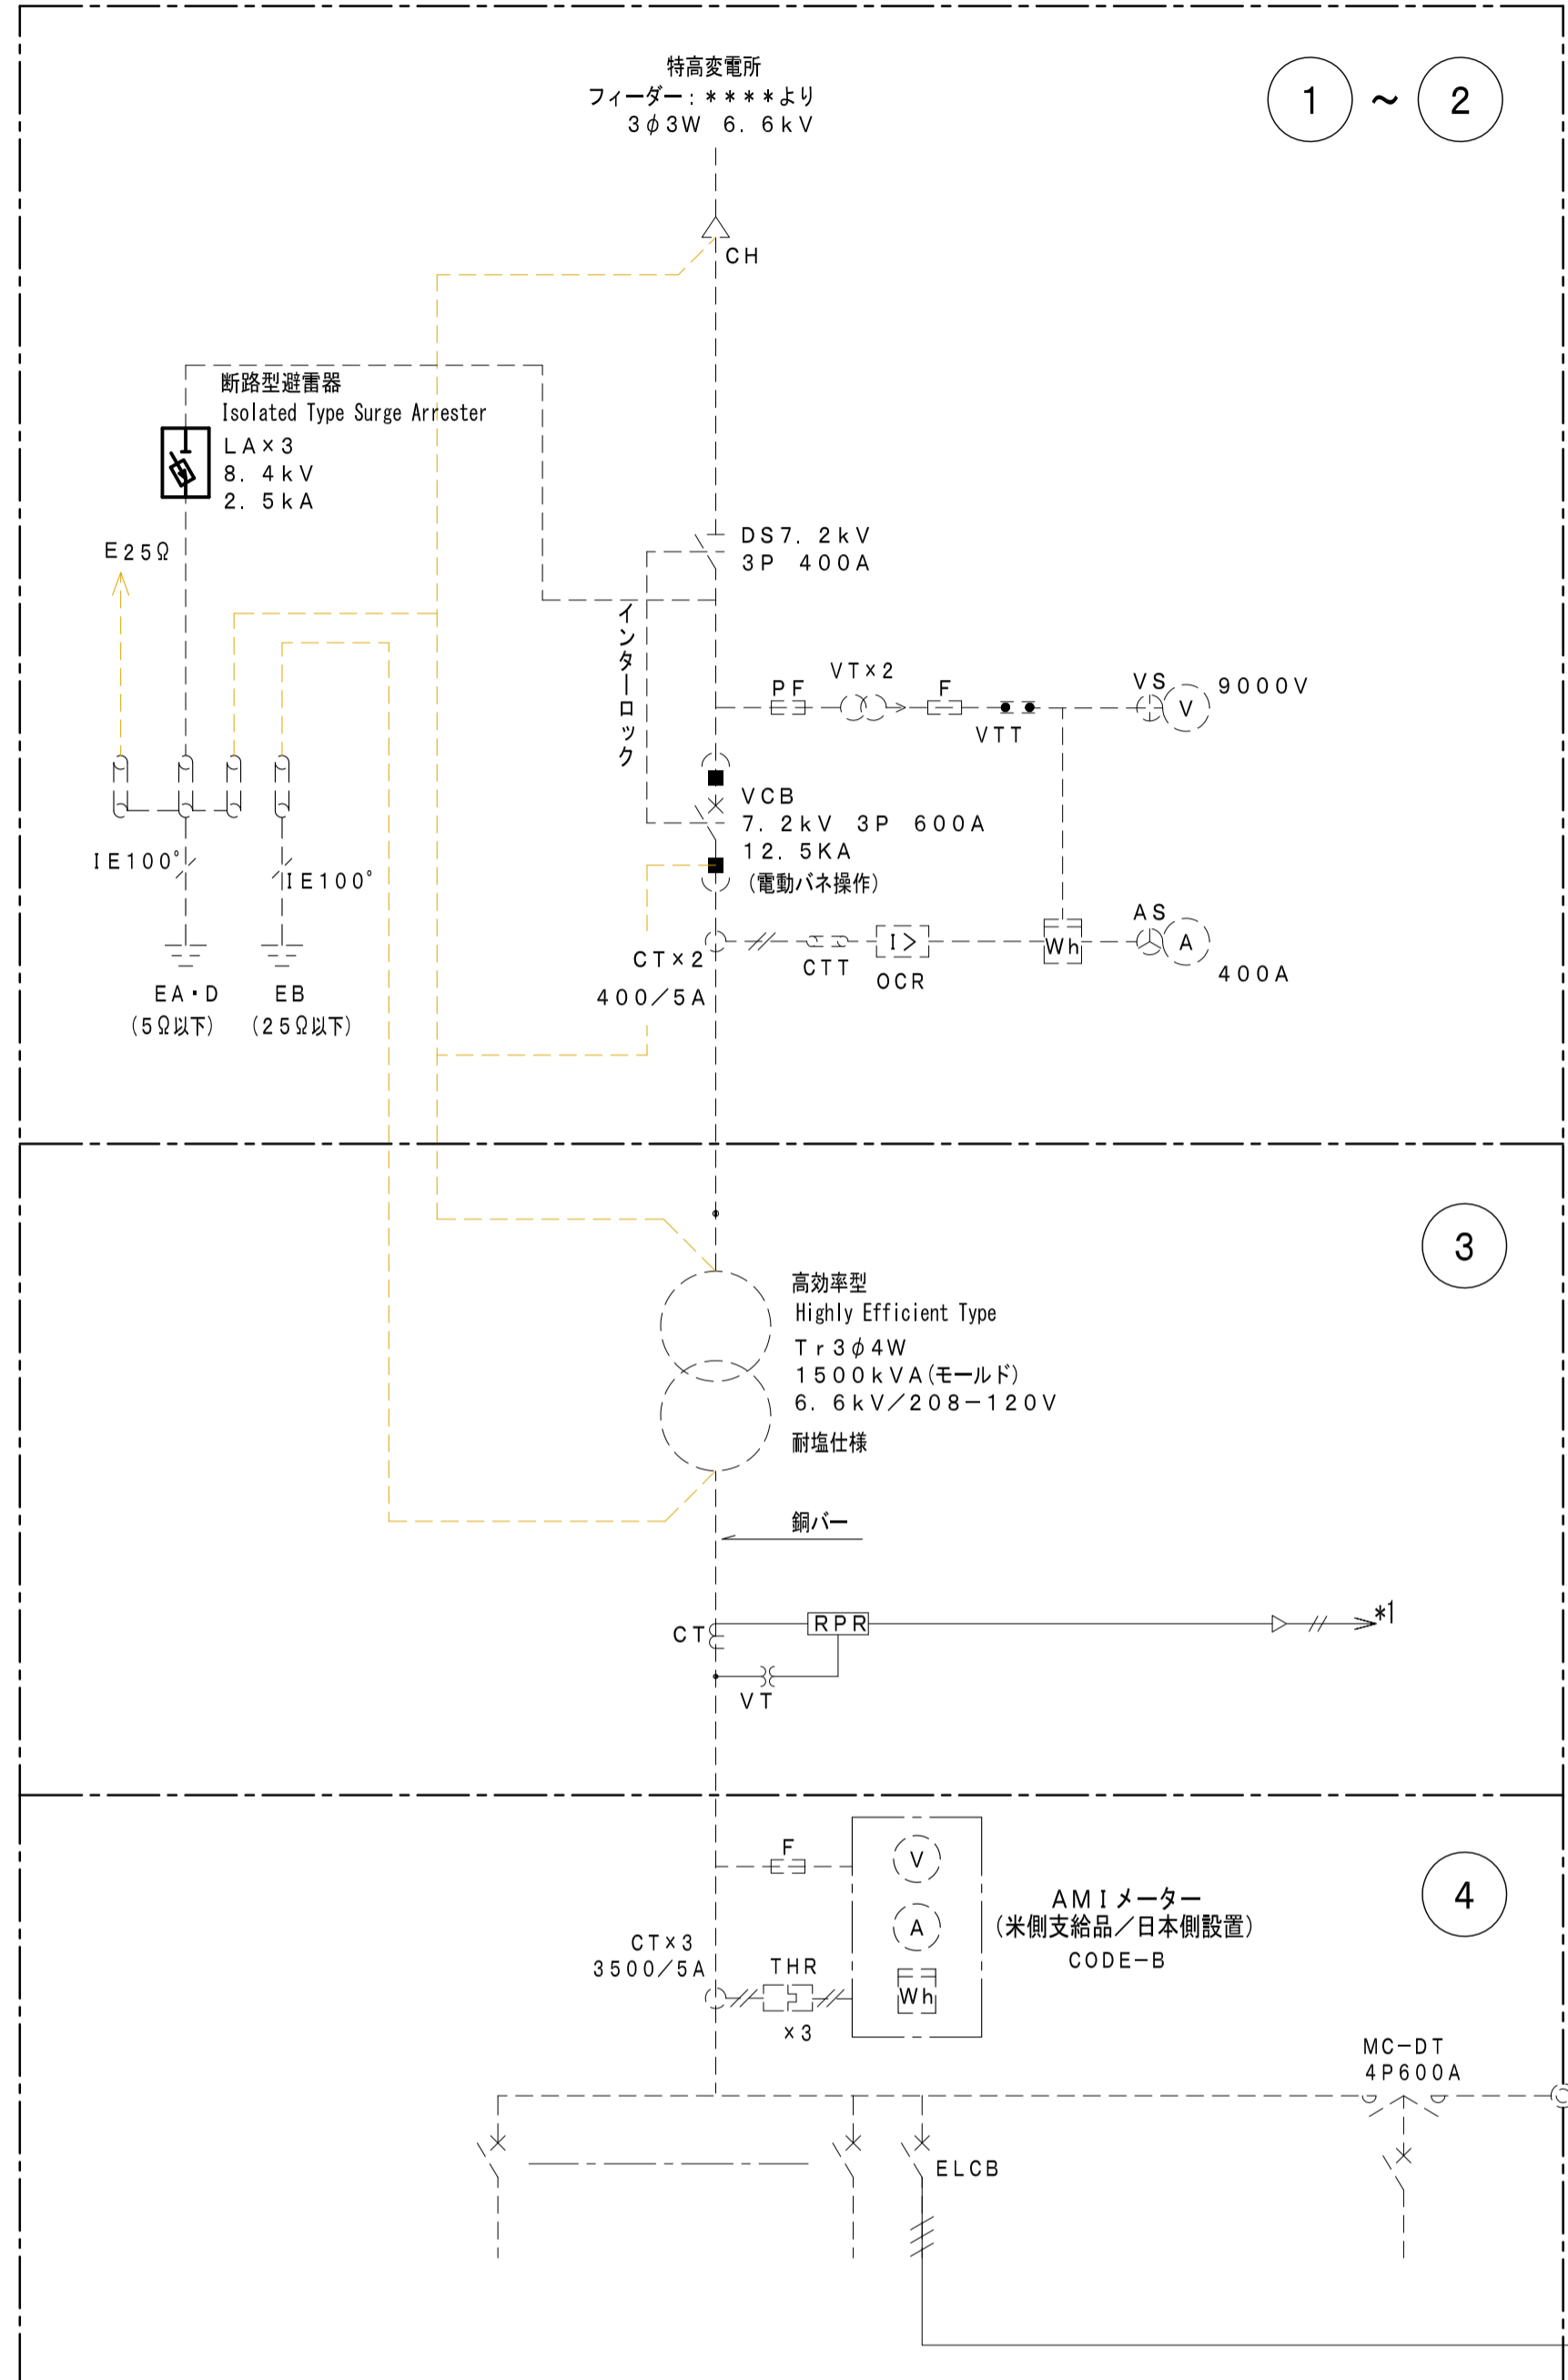 特高変電所
フィーダー:****より
3φ3W 6.6kV
1 ~ 2
CH
断路型避雷器
Isolated Type Surge Arrester
LA×3
8.4kV
2.5kA
E25Ω
DS7.2kV
3P 400A
インターロック
PF
VT×2
F
VTT
VS
V
9000V
VCB
7.2kV 3P 600A
12.5KA
(電動バネ操作)
IE100°
IE100°
CT×2
400/5A
CTT
I>
OCR
Wh
AS
A
400A
EA・D
(5Ω以下)
EB
(25Ω以下)
3
高効率型
Highly Efficient Type
Tr3φ4W
1500kVA(モールド)
6.6kV/208-120V
耐塩仕様
銅バー
CT
RPR
*1
VT
4
F
V
A
Wh
AMIメーター
(米側支給品/日本側設置)
CODE-B
CT×3
3500/5A
THR
×3
MC-DT
4P600A
ELCB